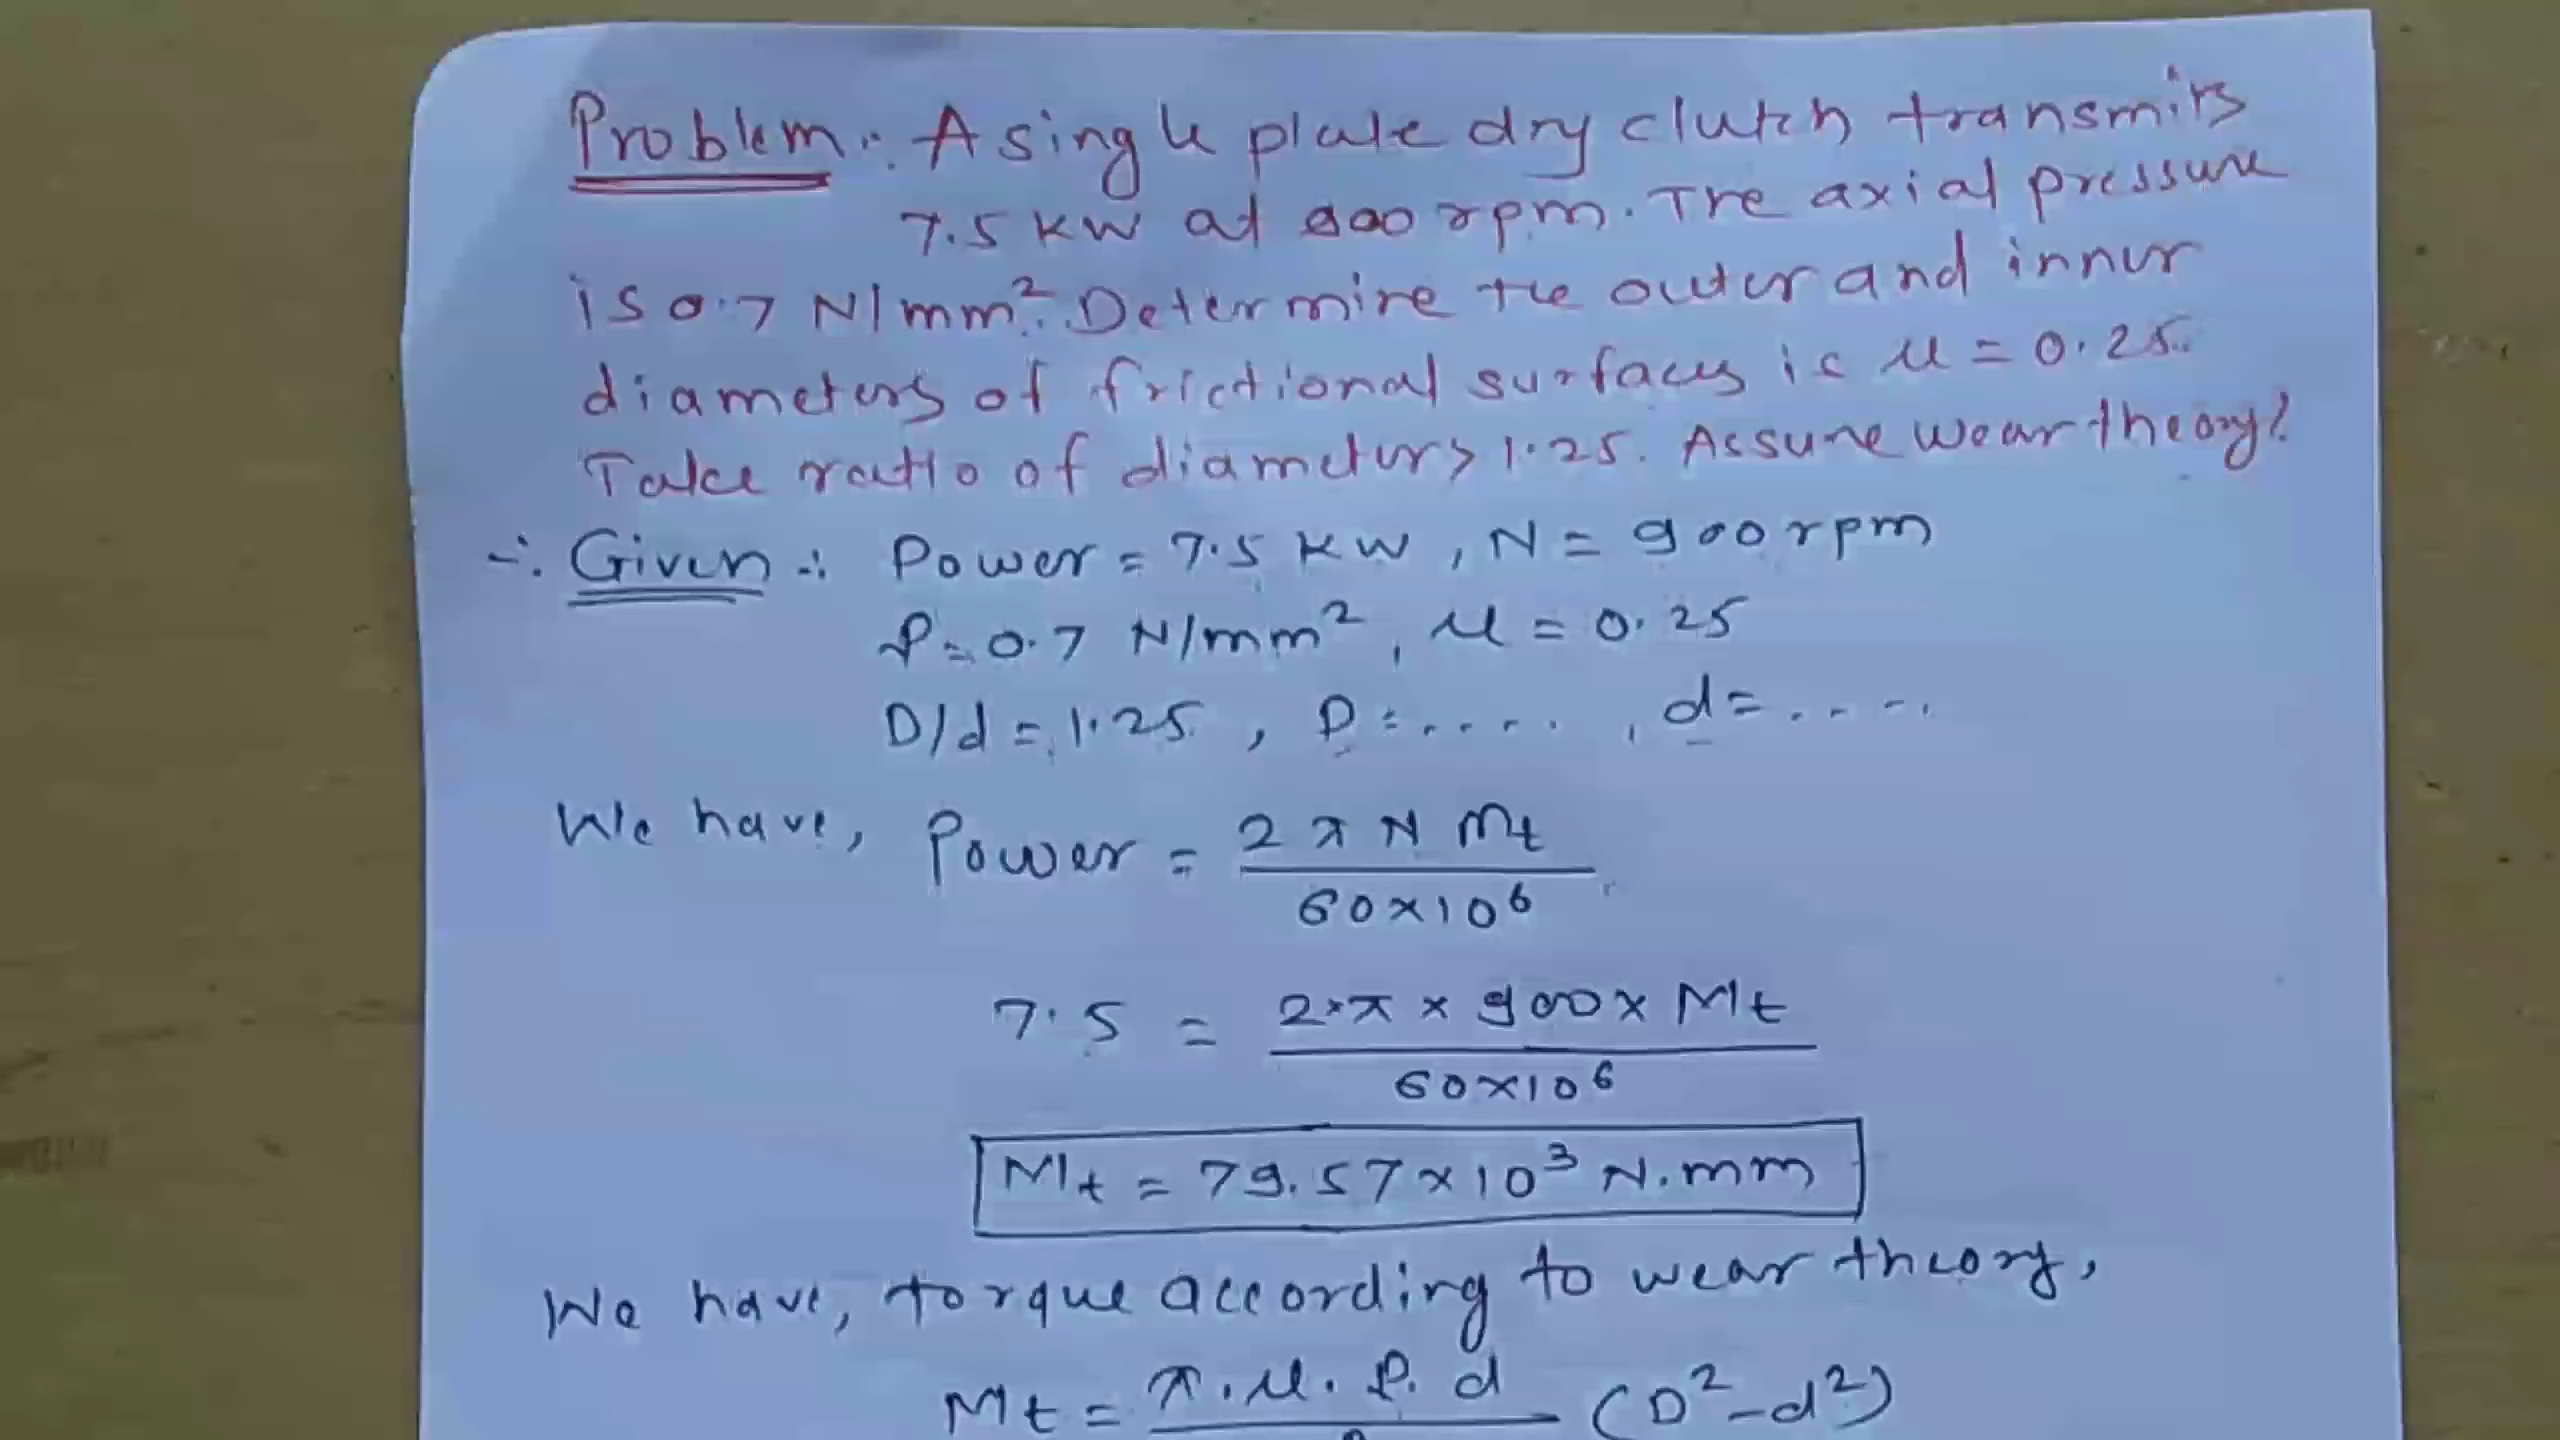 Problem :- A single plate dry clutch transmits
7.5 KW at 900 rpm. The axial pressure
is 0.7 N/mm². Determine the outer and inner
diameters of frictional surfaces is μ = 0.25.
Take ratio of diameters 1.25. Assume wear theory?
∴ Given :- Power = 7.5 KW , N = 900 rpm
P = 0.7 N/mm² , μ = 0.25
D/d = 1.25 , D = .... , d = ....
We have, Power = 2 π N Mt / 60×10⁶
7.5 = 2×π × 900 × Mt / 60×10⁶
Mt = 79.57×10³ N.mm
We have, torque according to wear theory,
Mt = π . μ . P. d / (D²-d²)